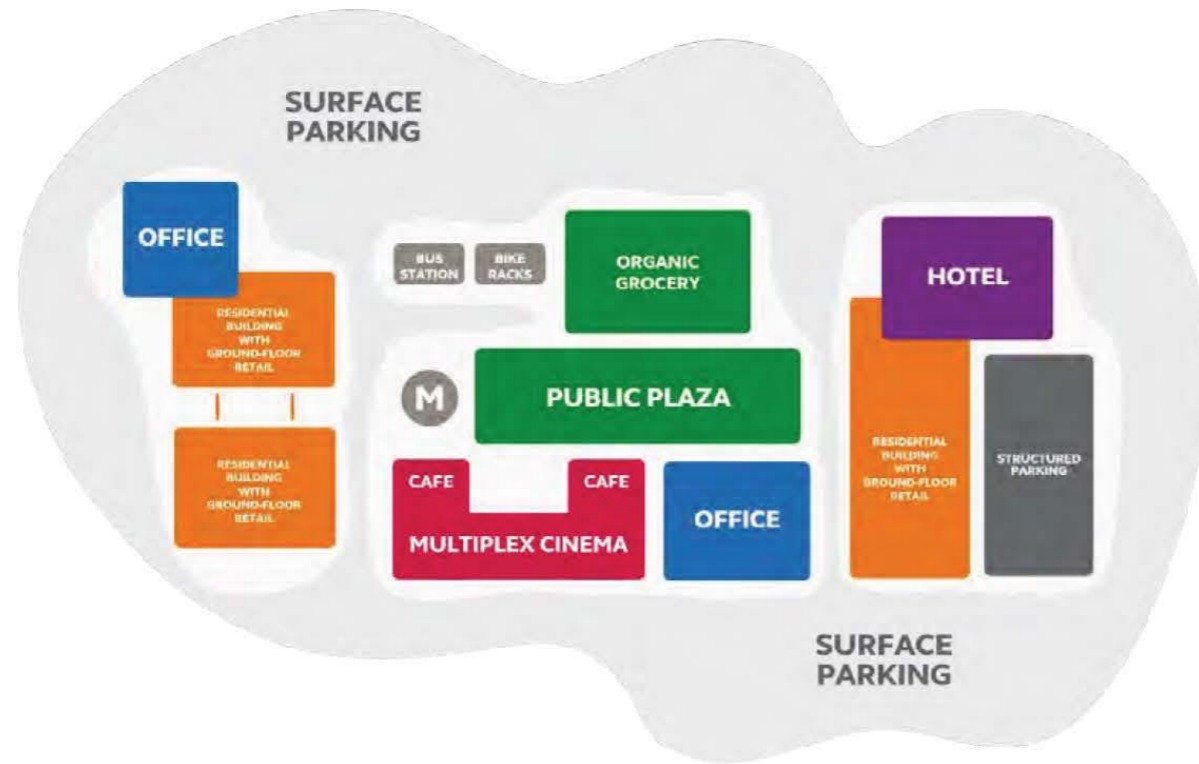 SURFACE
PARKING
OFFICE
RESIDENTIAL
BUILDING
WITH
GROUND-FLOOR
RETAIL
RESIDENTIAL
BUILDING
WITH
GROUND-FLOOR
RETAIL
BUS
STATION
BIKE
RACKS
ORGANIC
GROCERY
M
PUBLIC PLAZA
CAFE
CAFE
MULTIPLEX CINEMA
OFFICE
HOTEL
RESIDENTIAL
BUILDING
WITH
GROUND-FLOOR
RETAIL
STRUCTURED
PARKING
SURFACE
PARKING